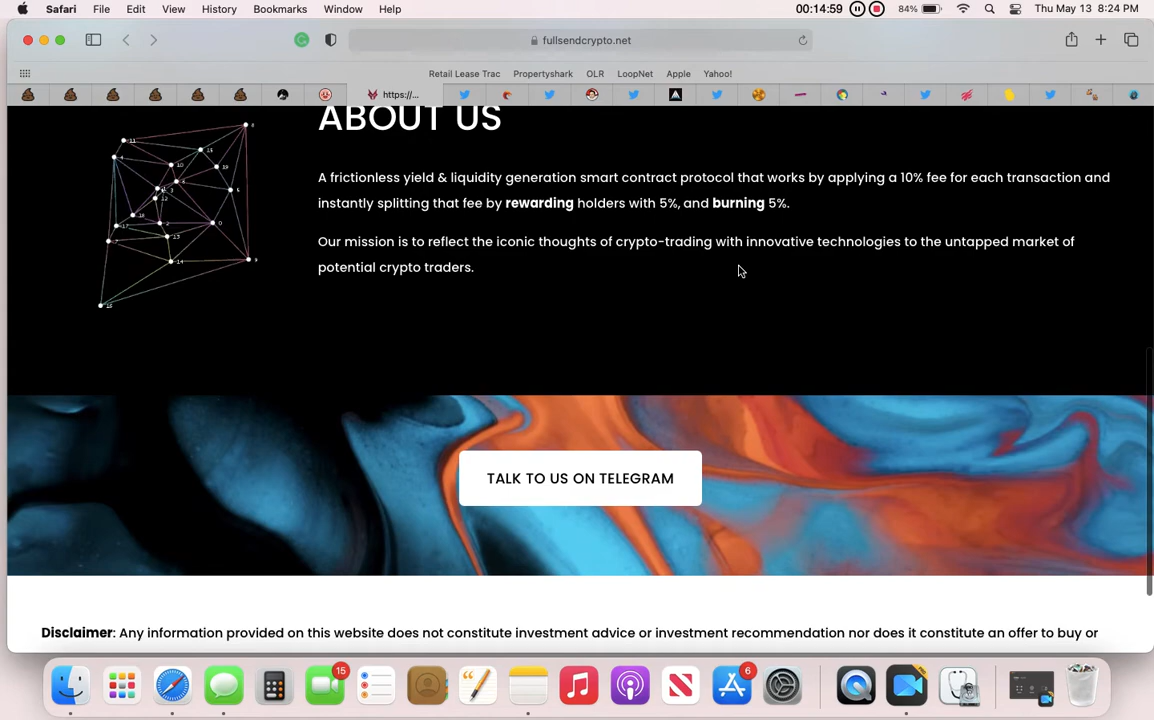 Safari File Edit View History Bookmarks Window Help 00:14:59 84% Thu May 13 8:24 PM
fullsendcrypto.net
Retail Lease Trac Propertyshark OLR LoopNet Apple Yahoo!
https://...
ABOUT US
A frictionless yield & liquidity generation smart contract protocol that works by applying a 10% fee for each transaction and
instantly splitting that fee by rewarding holders with 5%, and burning 5%.
Our mission is to reflect the iconic thoughts of crypto-trading with innovative technologies to the untapped market of
potential crypto traders.
TALK TO US ON TELEGRAM
Disclaimer: Any information provided on this website does not constitute investment advice or investment recommendation nor does it constitute an offer to buy or
15
6